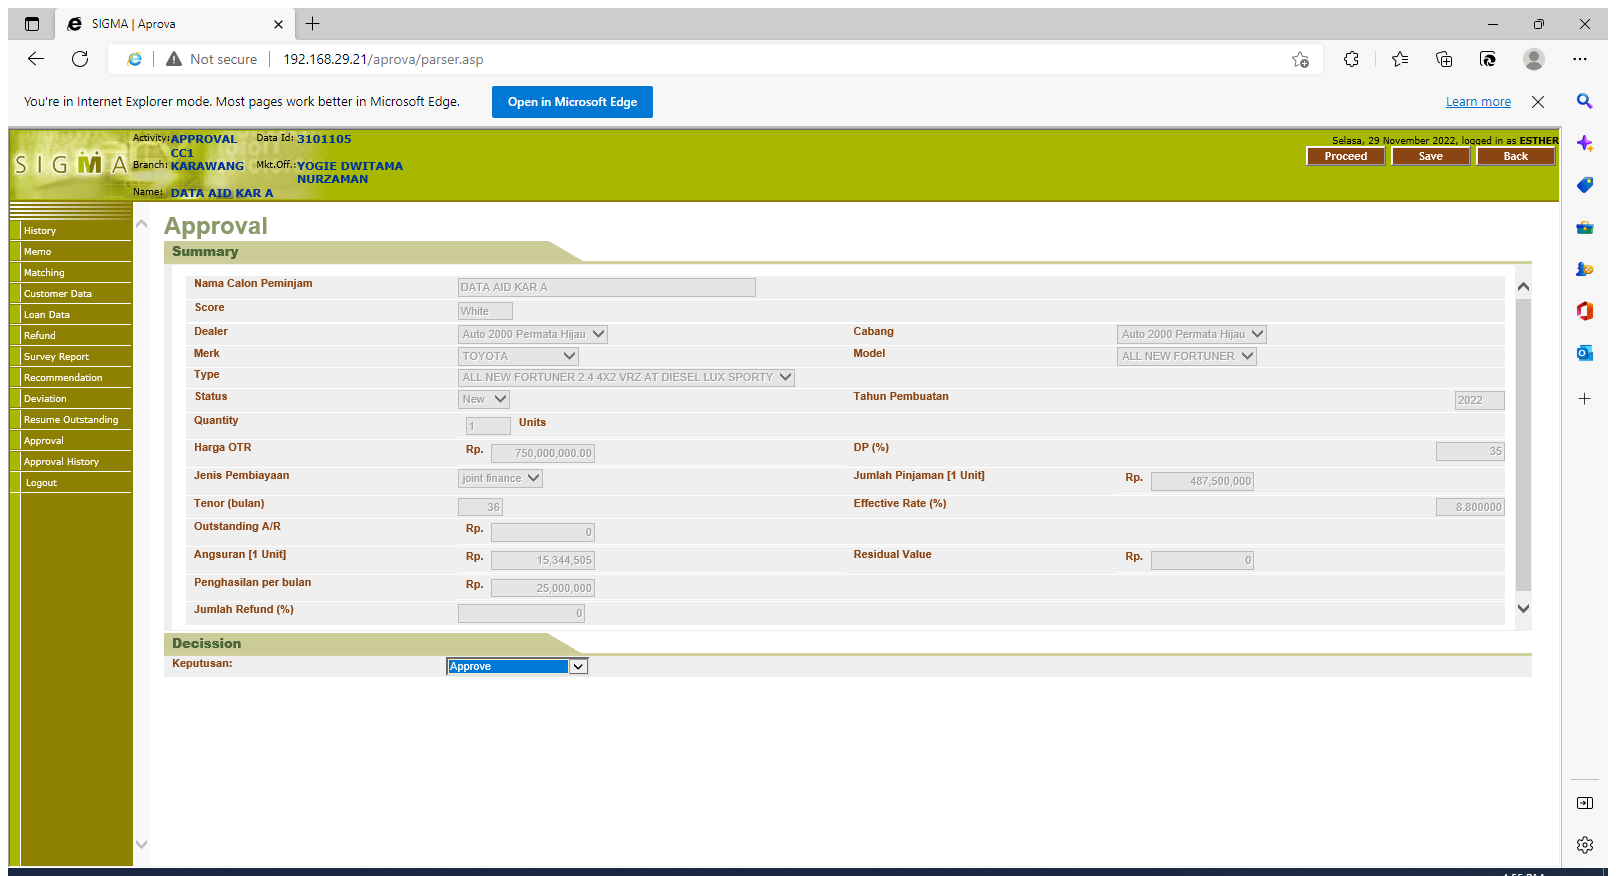 SIGMA | Aprova
Not secure 192.168.29.21/aprova/parser.asp
You're in Internet Explorer mode. Most pages work better in Microsoft Edge. Open in Microsoft Edge Learn more
SIGMA
Activity: APPROVAL CC1 Data Id: 3101105
Branch: KARAWANG Mkt.Off.: YOGIE DWITAMA NURZAMAN
Name: DATA AID KAR A
Selasa, 29 November 2022, logged in as ESTHER
Proceed Save Back
History
Memo
Matching
Customer Data
Loan Data
Refund
Survey Report
Recommendation
Deviation
Resume Outstanding
Approval
Approval History
Logout
Approval
Summary
Nama Calon Peminjam DATA AID KAR A
Score White
Dealer Auto 2000 Permata Hijau Cabang Auto 2000 Permata Hijau
Merk TOYOTA Model ALL NEW FORTUNER
Type ALL NEW FORTUNER 2.4 4X2 VRZ AT DIESEL LUX SPORTY
Status New Tahun Pembuatan 2022
Quantity 1 Units
Harga OTR Rp. 750,000,000.00 DP (%) 35
Jenis Pembiayaan joint finance Jumlah Pinjaman [1 Unit] Rp. 487,500,000
Tenor (bulan) 36 Effective Rate (%) 8.800000
Outstanding A/R Rp. 0
Angsuran [1 Unit] Rp. 15,344,505 Residual Value Rp. 0
Penghasilan per bulan Rp. 25,000,000
Jumlah Refund (%) 0
Decission
Keputusan: Approve